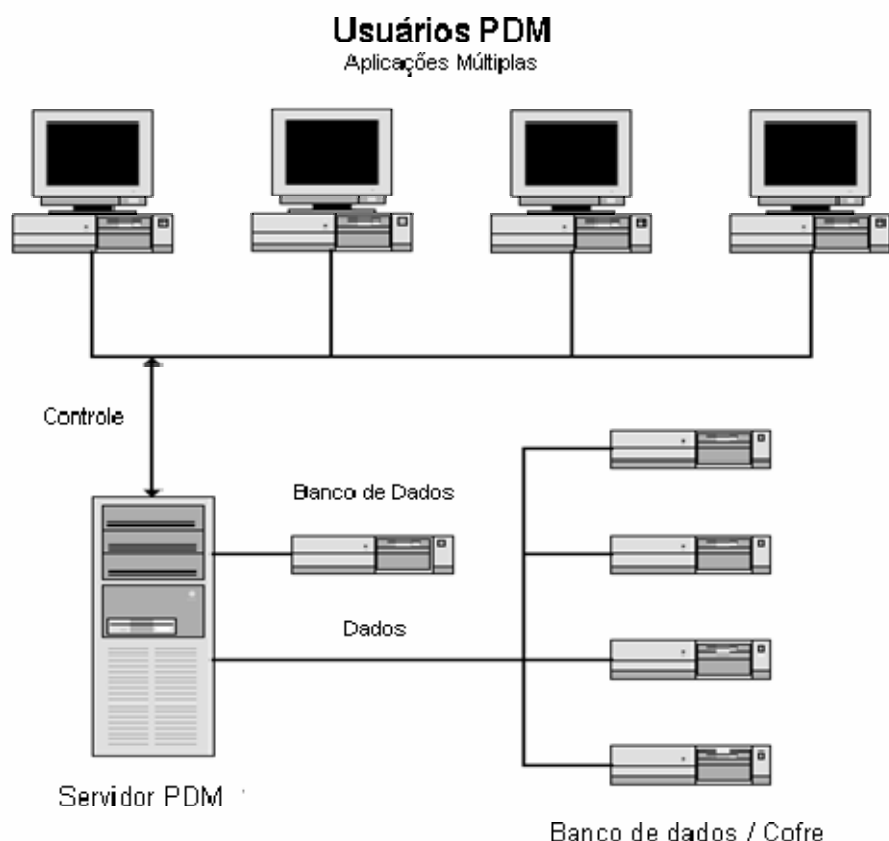 Usuários PDM
Aplicações Múltiplas
Controle
Banco de Dados
Dados
Servidor PDM
Banco de dados / Cofre